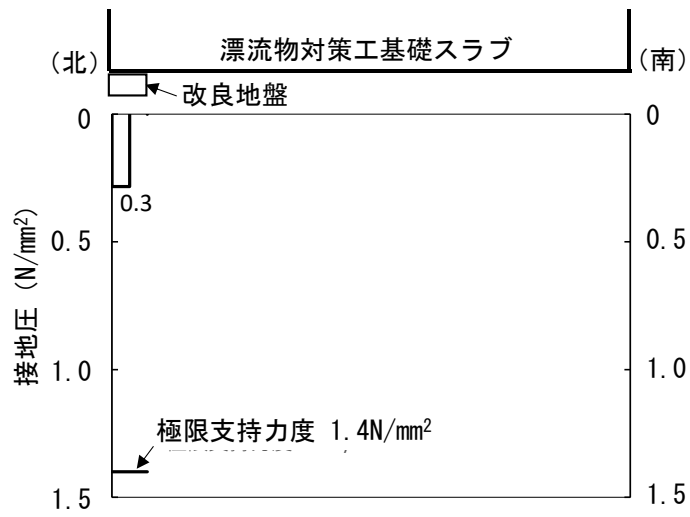 漂流物対策工基礎スラブ
(北) (南)
改良地盤
0 0
0.3
0.5 0.5
接地圧 (N/mm²)
1.0 1.0
極限支持力度 1.4N/mm²
1.5 1.5